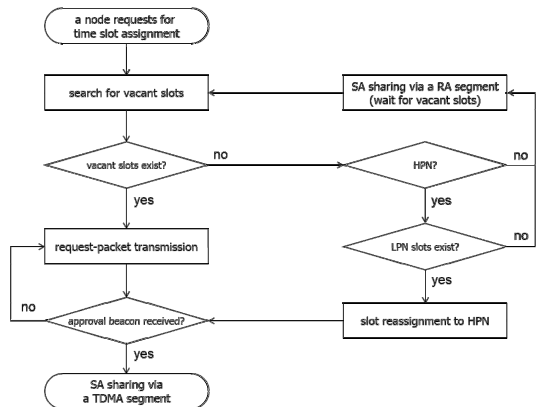 a node requests for
time slot assignment
search for vacant slots
SA sharing via a RA segment
(wait for vacant slots)
vacant slots exist?
no
HPN?
no
yes
yes
request-packet transmission
LPN slots exist?
no
yes
no
approval beacon received?
slot reassignment to HPN
yes
SA sharing via
a TDMA segment